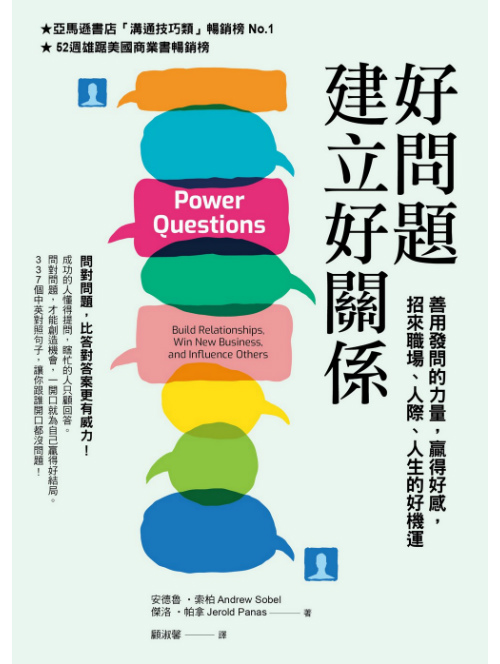 ★亞馬遜書店「溝通技巧類」暢銷榜 No.1
★ 52週雄踞美國商業書暢銷榜
好問題
建立好關係
善用發問的力量，贏得好感，
招來職場、人際、人生的好機運
Power
Questions
Build Relationships,
Win New Business,
and Influence Others
問對問題，比答對答案更有威力！
成功的人懂得提問，瞎忙的人只顧回答。
問對問題，才能創造機會，一開口就為自己贏得好結局。
337個中英對照句子，讓你跟誰開口都沒問題！
安德魯・索柏 Andrew Sobel
傑洛・帕拿 Jerold Panas —— 著
顧淑馨 —— 譯